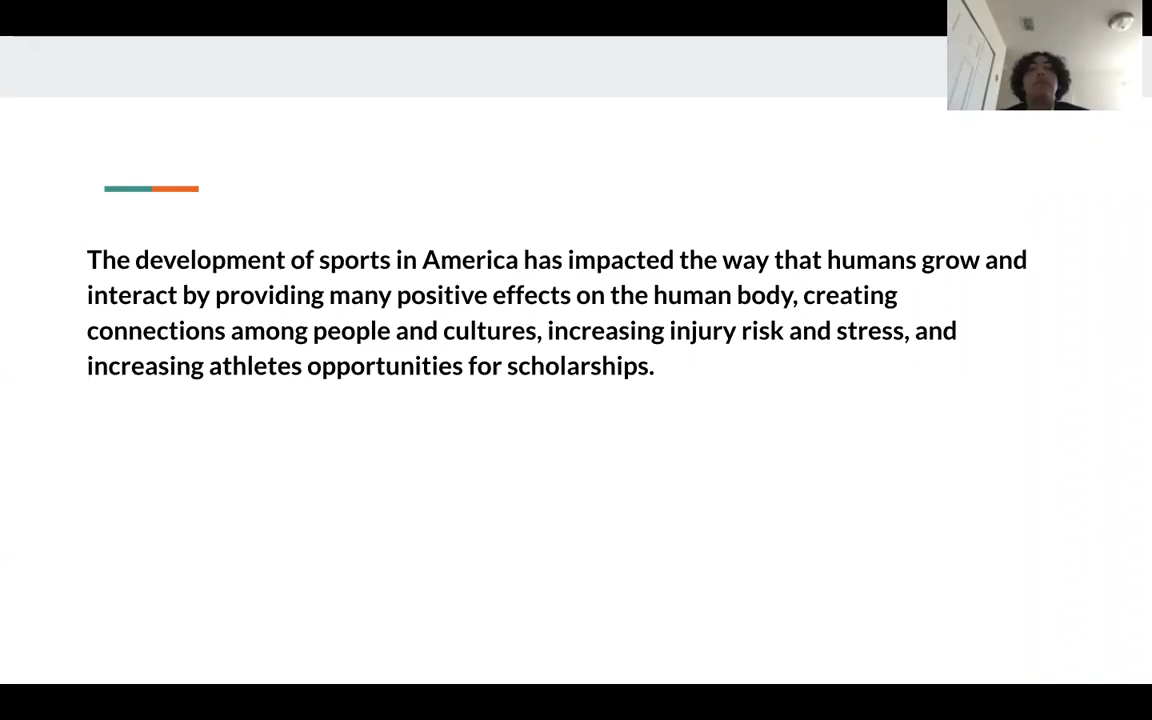 The development of sports in America has impacted the way that humans grow and
interact by providing many positive effects on the human body, creating
connections among people and cultures, increasing injury risk and stress, and
increasing athletes opportunities for scholarships.